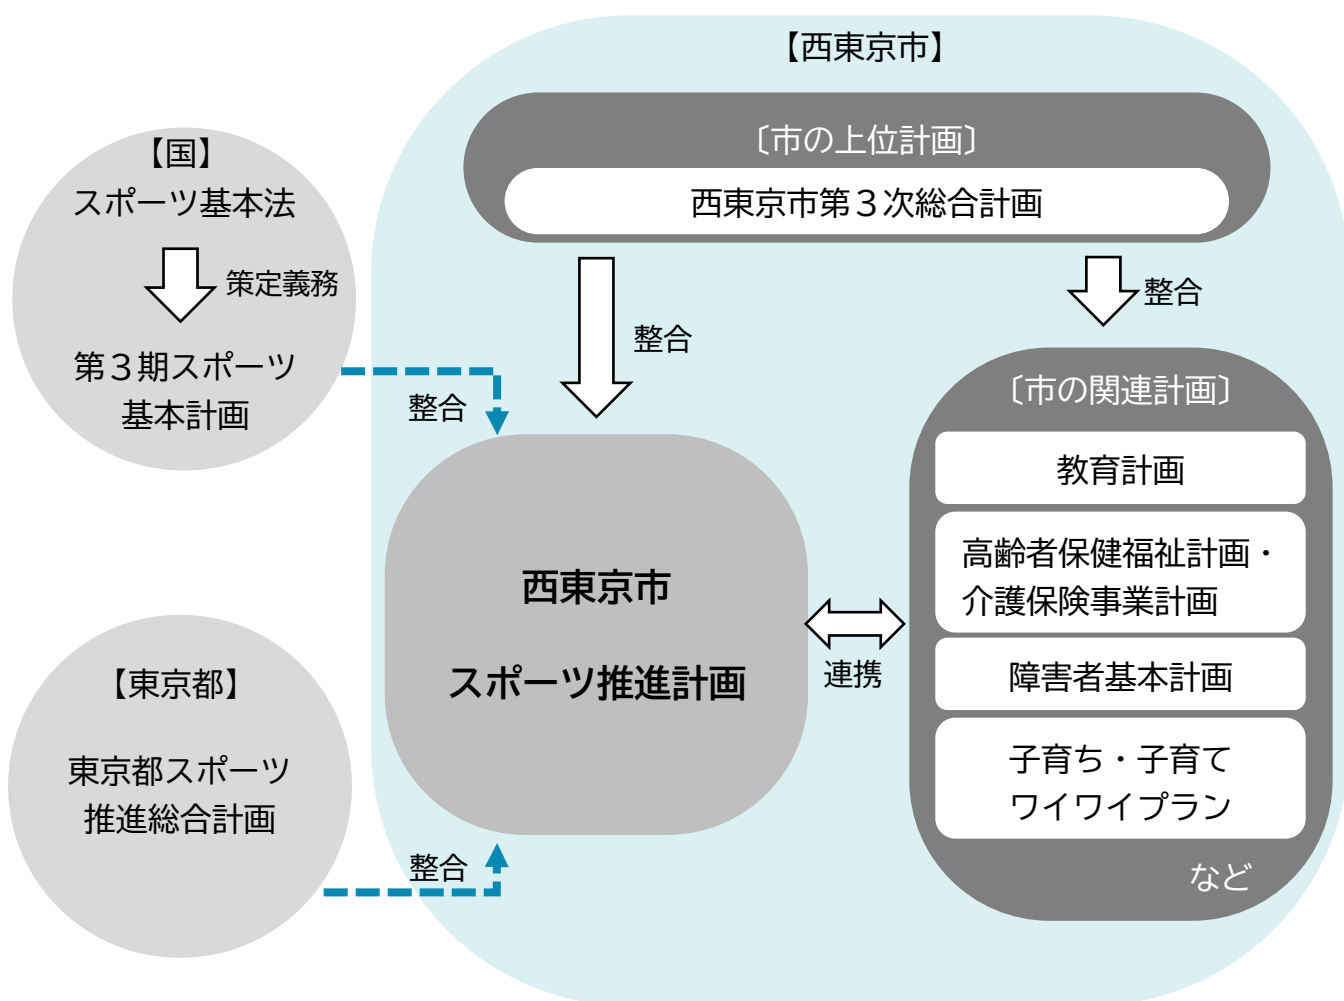 【西東京市】
〔市の上位計画〕
西東京市第３次総合計画
整合
整合
【国】
スポーツ基本法
策定義務
第３期スポーツ
基本計画
整合
【東京都】
東京都スポーツ
推進総合計画
整合
西東京市
スポーツ推進計画
連携
〔市の関連計画〕
教育計画
高齢者保健福祉計画・
介護保険事業計画
障害者基本計画
子育ち・子育て
ワイワイプラン
など